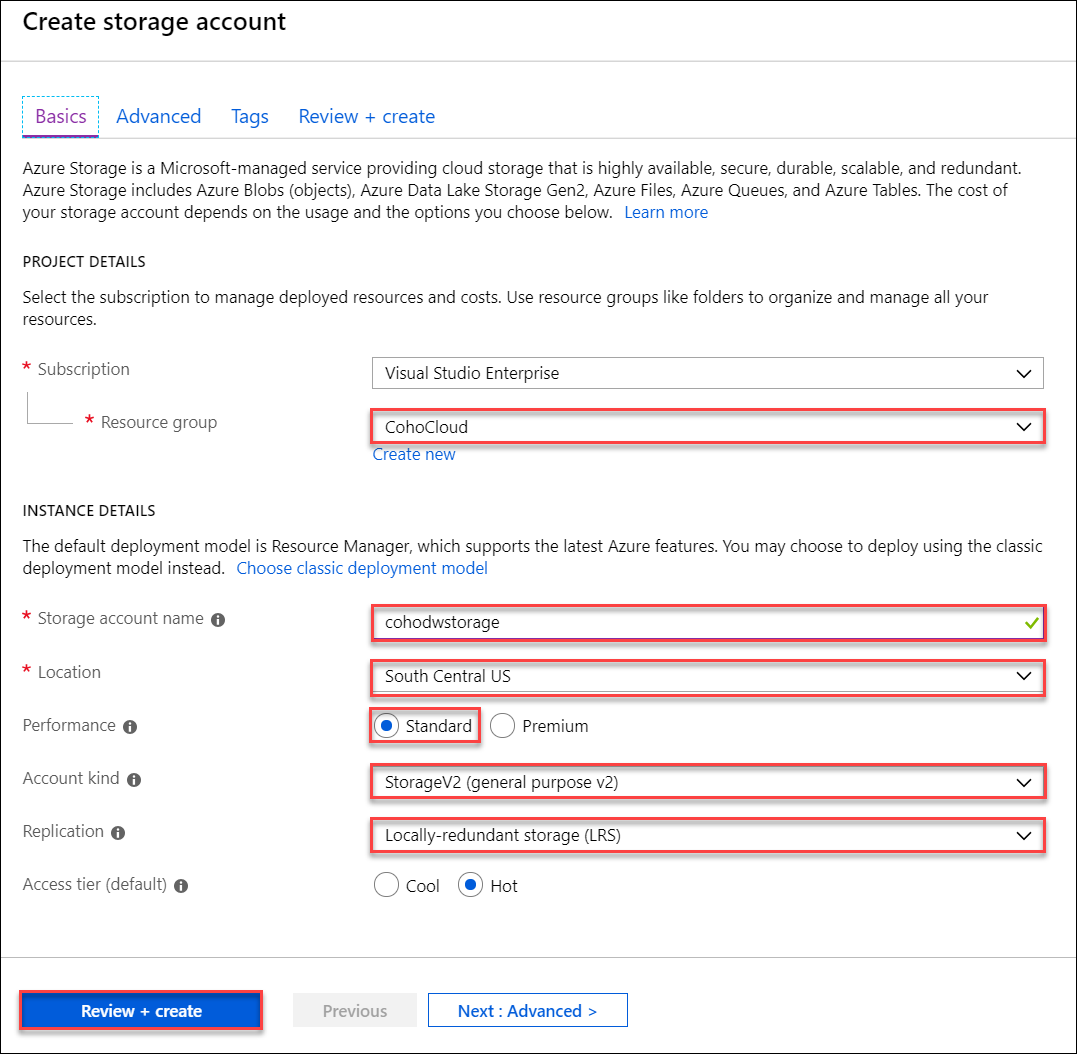 Create storage account
Basics Advanced Tags Review + create
Azure Storage is a Microsoft-managed service providing cloud storage that is highly available, secure, durable, scalable, and redundant.
Azure Storage includes Azure Blobs (objects), Azure Data Lake Storage Gen2, Azure Files, Azure Queues, and Azure Tables. The cost of
your storage account depends on the usage and the options you choose below. Learn more
PROJECT DETAILS
Select the subscription to manage deployed resources and costs. Use resource groups like folders to organize and manage all your
resources.
* Subscription Visual Studio Enterprise
* Resource group CohoCloud
Create new
INSTANCE DETAILS
The default deployment model is Resource Manager, which supports the latest Azure features. You may choose to deploy using the classic
deployment model instead. Choose classic deployment model
* Storage account name cohodwstorage
* Location South Central US
Performance Standard Premium
Account kind StorageV2 (general purpose v2)
Replication Locally-redundant storage (LRS)
Access tier (default) Cool Hot
Review + create Previous Next : Advanced >